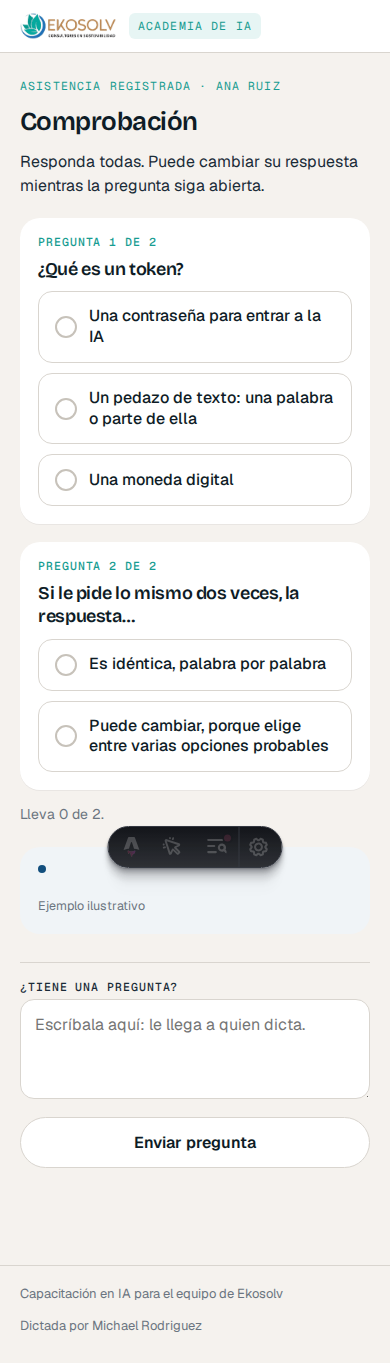 EKOSOLV
ACADEMIA DE IA
ASISTENCIA REGISTRADA · ANA RUIZ
Comprobación
Responda todas. Puede cambiar su respuesta
mientras la pregunta siga abierta.
PREGUNTA 1 DE 2
¿Qué es un token?
Una contraseña para entrar a la
IA
Un pedazo de texto: una palabra
o parte de ella
Una moneda digital
PREGUNTA 2 DE 2
Si le pide lo mismo dos veces, la
respuesta...
Es idéntica, palabra por palabra
Puede cambiar, porque elige
entre varias opciones probables
Lleva 0 de 2.
Ejemplo ilustrativo
¿TIENE UNA PREGUNTA?
Escríbala aquí: le llega a quien dicta.
Enviar pregunta
Capacitación en IA para el equipo de Ekosolv
Dictada por Michael Rodriguez